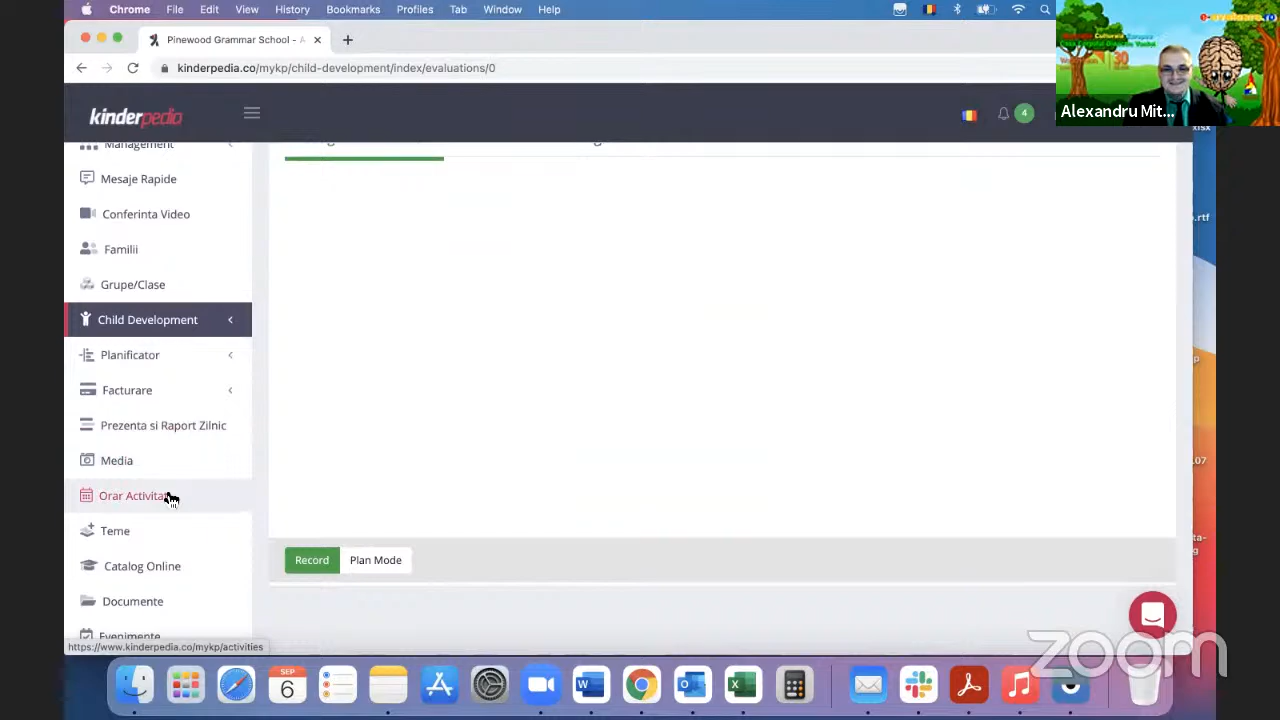 Chrome File Edit View History Bookmarks Profiles Tab Window Help
Pinewood Grammar School - A
kinderpedia.co/mykp/child-development/index/evaluations/0
Alexandru Mit...
kinderpedia
4
Management
Mesaje Rapide
Conferinta Video
Familii
Grupe/Clase
Child Development
Planificator
Facturare
Prezenta si Raport Zilnic
Media
Orar Activitat
Teme
Catalog Online
Documente
Evenimente
Record Plan Mode
https://www.kinderpedia.co/mykp/activities
.rtf
.07
SEP
6
zoom